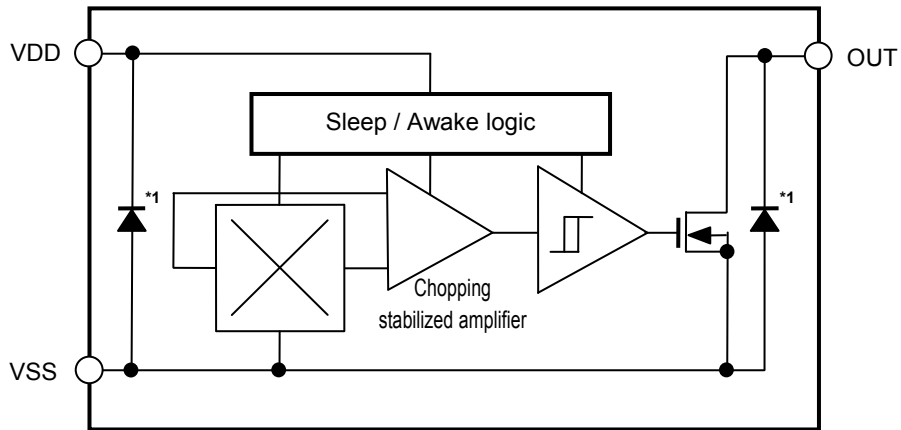 VDD
OUT
Sleep / Awake logic
*1
*1
Chopping
stabilized amplifier
VSS